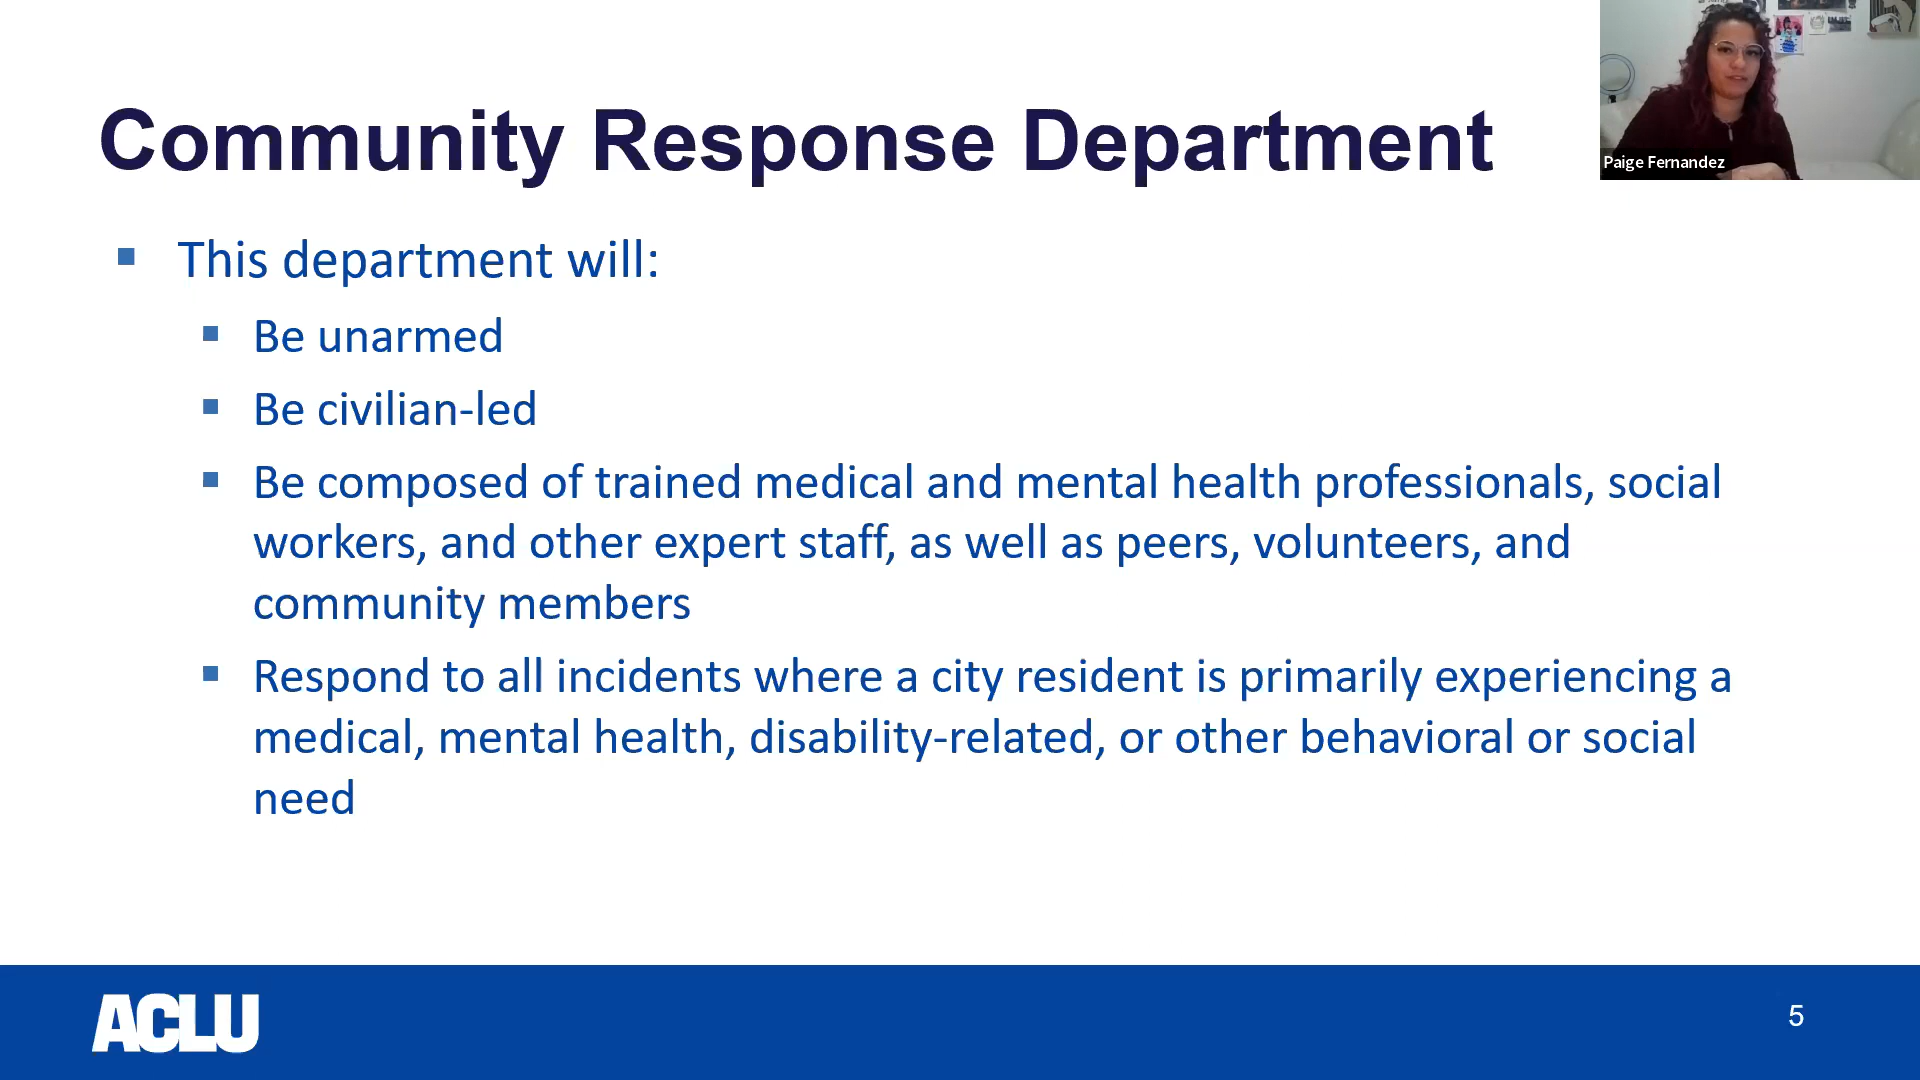 Community Response Department
Paige Fernandez
▪ This department will:
▪ Be unarmed
▪ Be civilian-led
▪ Be composed of trained medical and mental health professionals, social
workers, and other expert staff, as well as peers, volunteers, and
community members
▪ Respond to all incidents where a city resident is primarily experiencing a
medical, mental health, disability-related, or other behavioral or social
need
ACLU
5